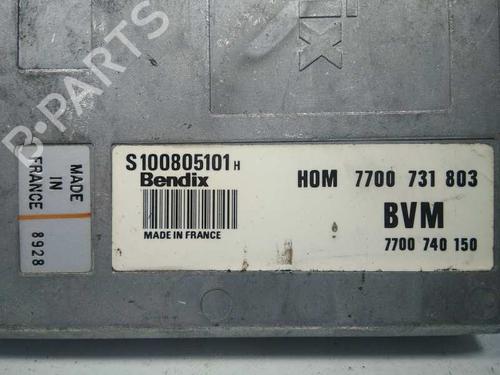 B-PARTS
MADE
IN
FRANCE
8928
S100805101 H
Bendix
MADE IN FRANCE
HOM 7700 731 803
BVM
7700 740 150